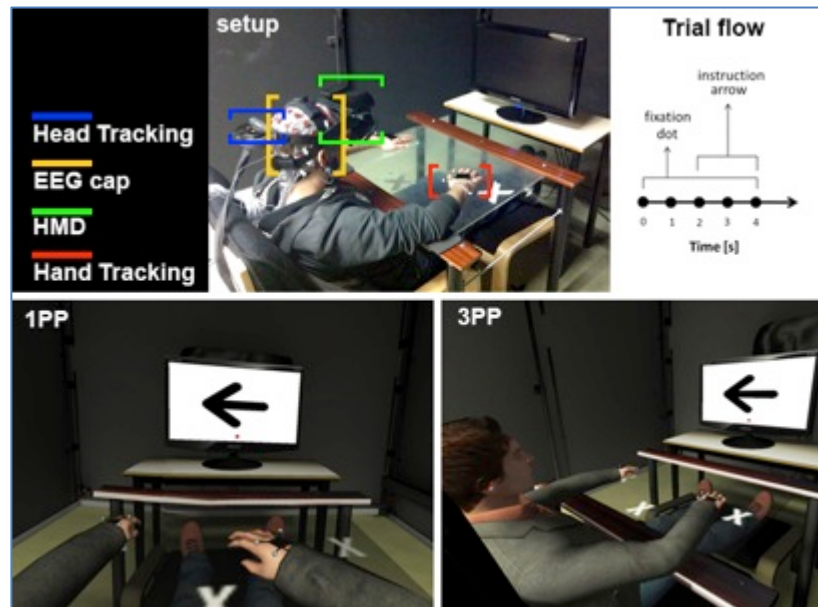 setup
Head Tracking
EEG cap
HMD
Hand Tracking
Trial flow
instruction
arrow
fixation
dot
0 1 2 3 4
Time [s]
1PP
3PP
X
X
X
X
X
X